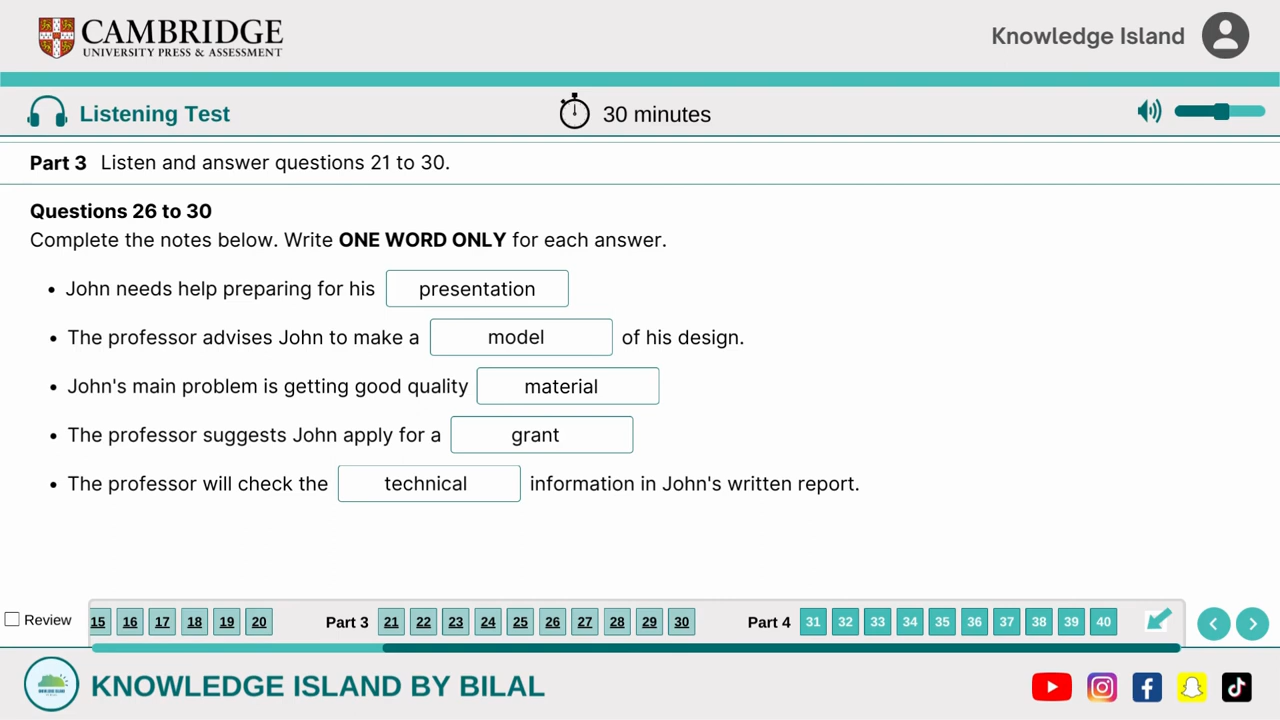 CAMBRIDGE
UNIVERSITY PRESS & ASSESSMENT
Knowledge Island
Listening Test
30 minutes
Part 3 Listen and answer questions 21 to 30.
Questions 26 to 30
Complete the notes below. Write ONE WORD ONLY for each answer.
• John needs help preparing for his presentation
• The professor advises John to make a model of his design.
• John's main problem is getting good quality material
• The professor suggests John apply for a grant
• The professor will check the technical information in John's written report.
Review 15 16 17 18 19 20 Part 3 21 22 23 24 25 26 27 28 29 30 Part 4 31 32 33 34 35 36 37 38 39 40
KNOWLEDGE ISLAND BY BILAL